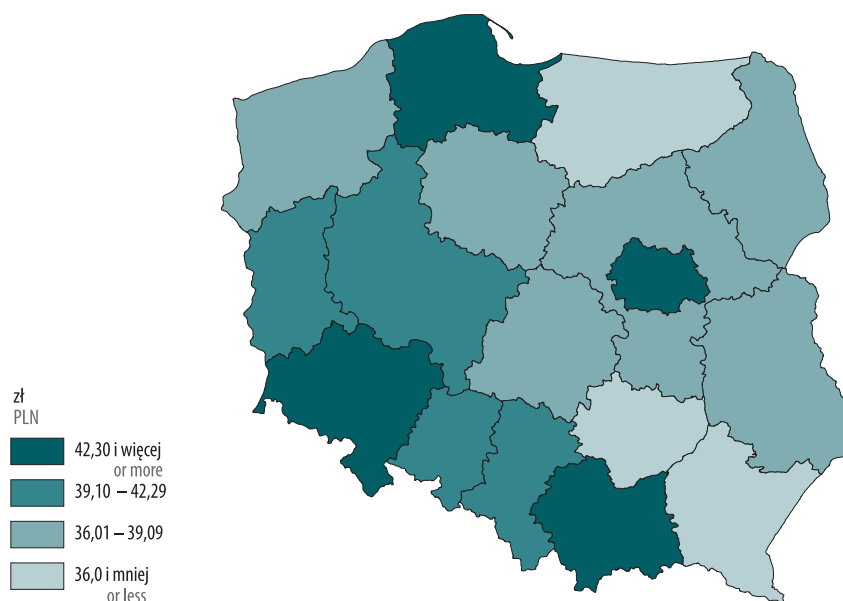 zł
PLN
42,30 i więcej
or more
39,10 – 42,29
36,01 – 39,09
36,0 i mniej
or less